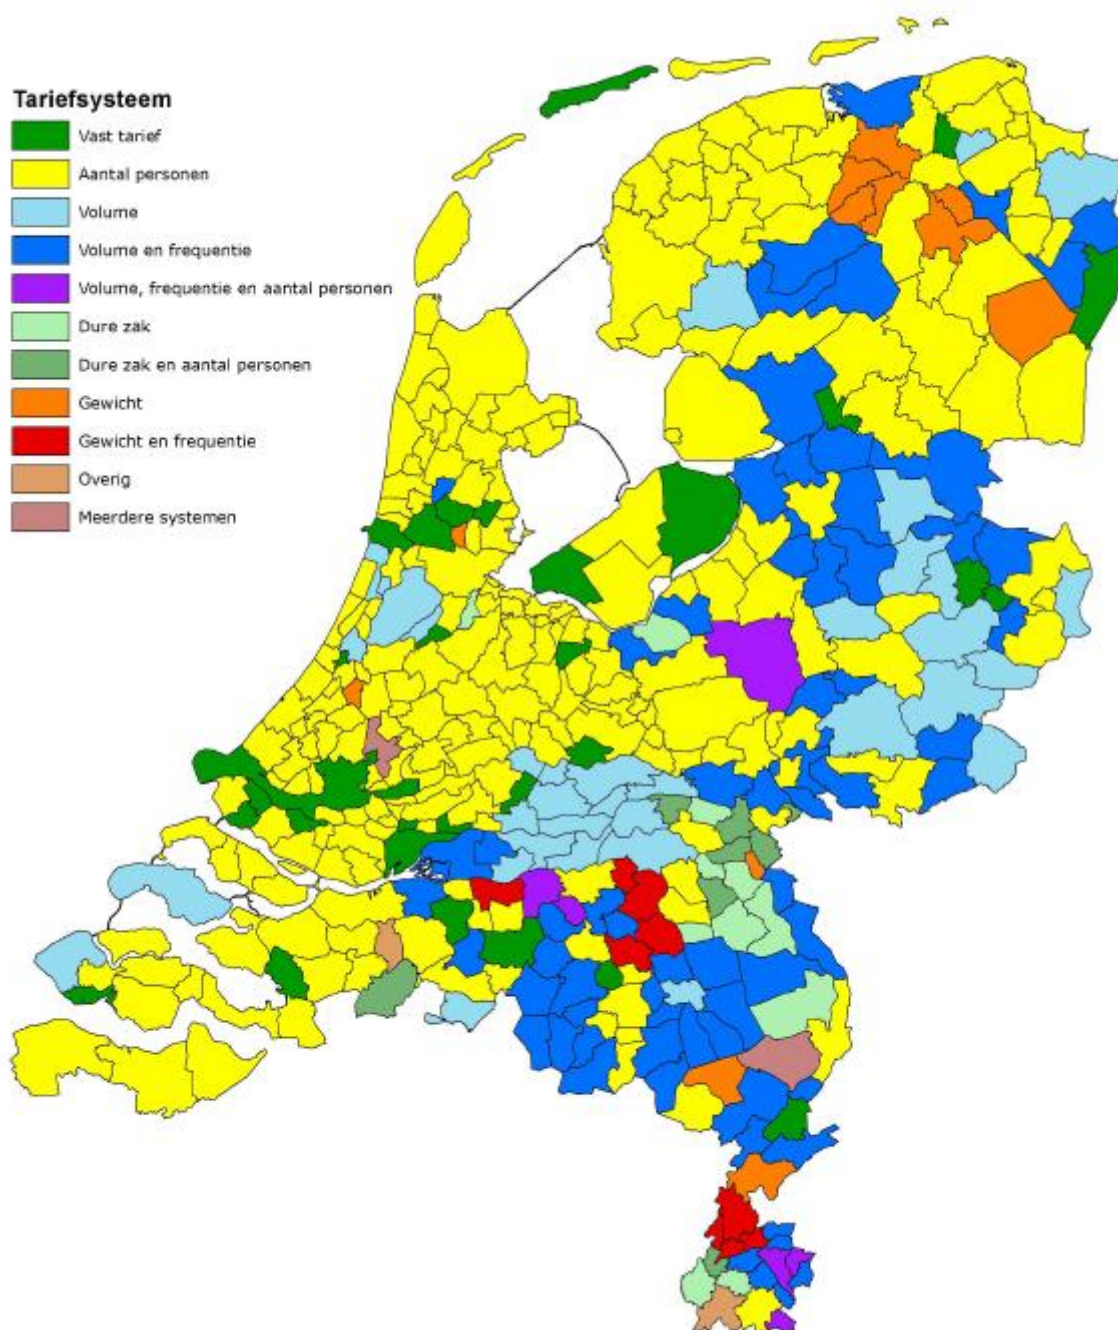 Tariefsysteem
Vast tarief
Aantal personen
Volume
Volume en frequentie
Volume, frequentie en aantal personen
Dure zak
Dure zak en aantal personen
Gewicht
Gewicht en frequentie
Overig
Meerdere systemen